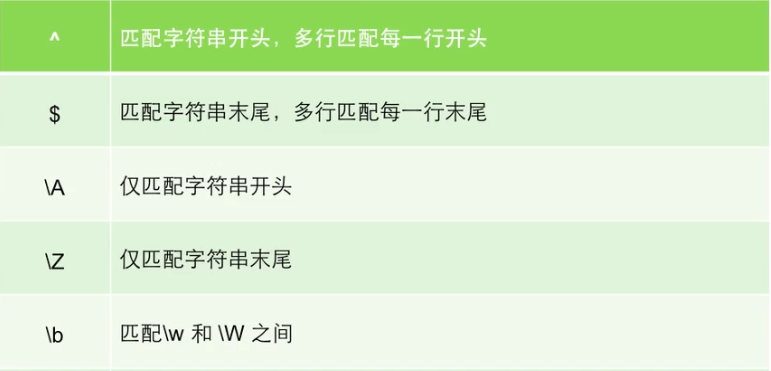 ^ 匹配字符串开头，多行匹配每一行开头
$ 匹配字符串末尾，多行匹配每一行末尾
\A 仅匹配字符串开头
\Z 仅匹配字符串末尾
\b 匹配\w 和 \W 之间